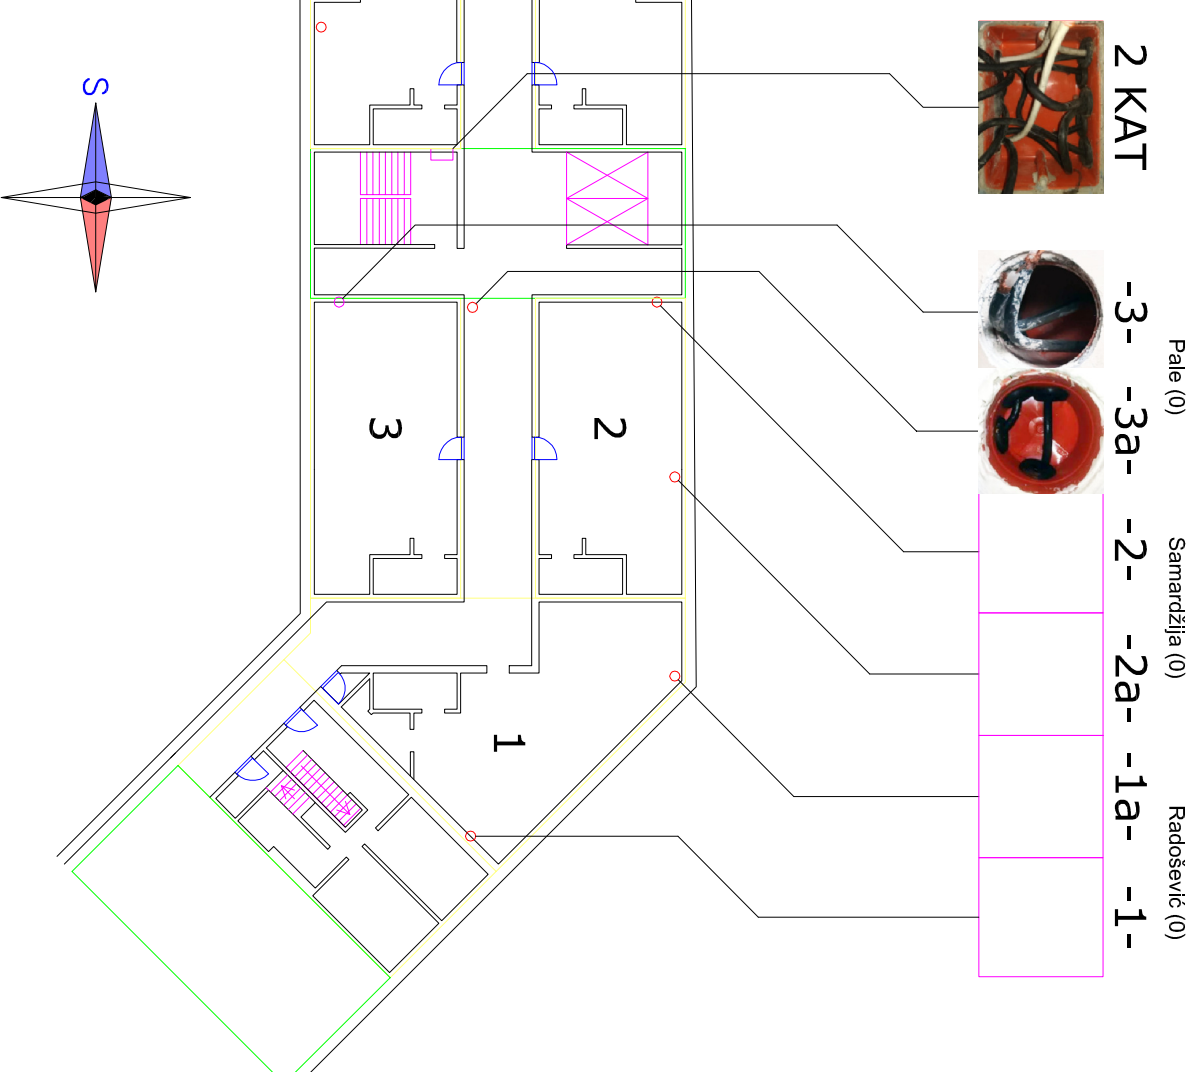 2 KAT
-3-
-3a-
-2-
-2a-
-1a-
-1-
Pale (0)
Samardžija (0)
Radošević (0)
S
3
2
1